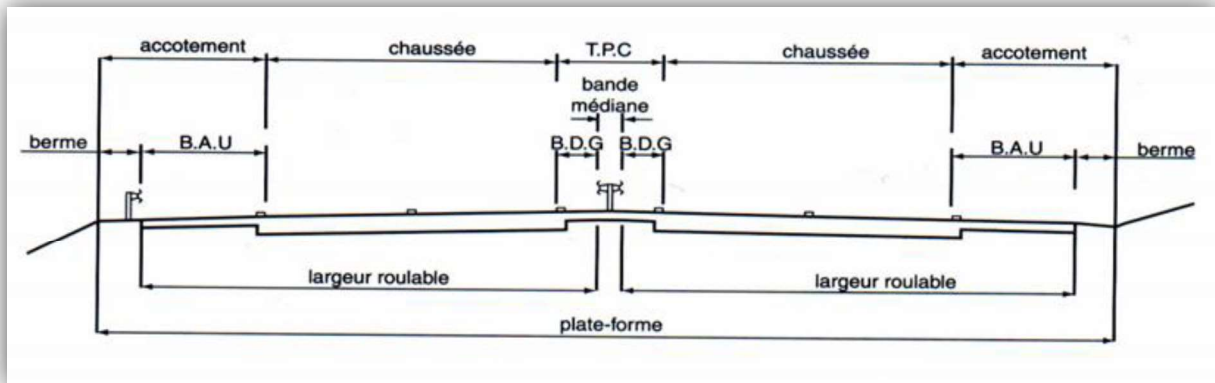 accotement chaussée T.P.C chaussée accotement
bande
médiane
berme B.A.U B.D.G B.D.G B.A.U berme
largeur roulable largeur roulable
plate-forme